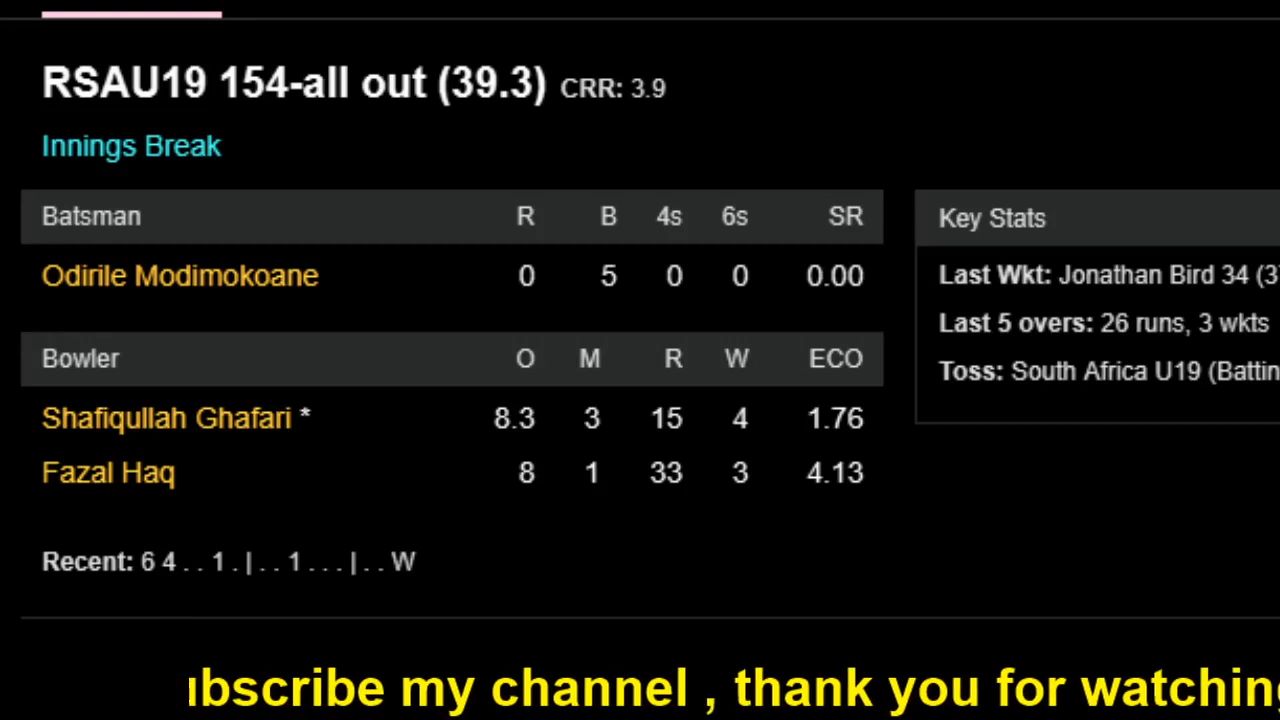 RSAU19 154-all out (39.3) CRR: 3.9
Innings Break
Batsman R B 4s 6s SR
Odirile Modimokoane 0 5 0 0 0.00
Bowler O M R W ECO
Shafiqullah Ghafari * 8.3 3 15 4 1.76
Fazal Haq 8 1 33 3 4.13
Recent: 6 4 . . 1 . | . . 1 . . . | . . W
Key Stats
Last Wkt: Jonathan Bird 34 (3
Last 5 overs: 26 runs, 3 wkts
Toss: South Africa U19 (Battin
ubscribe my channel , thank you for watching